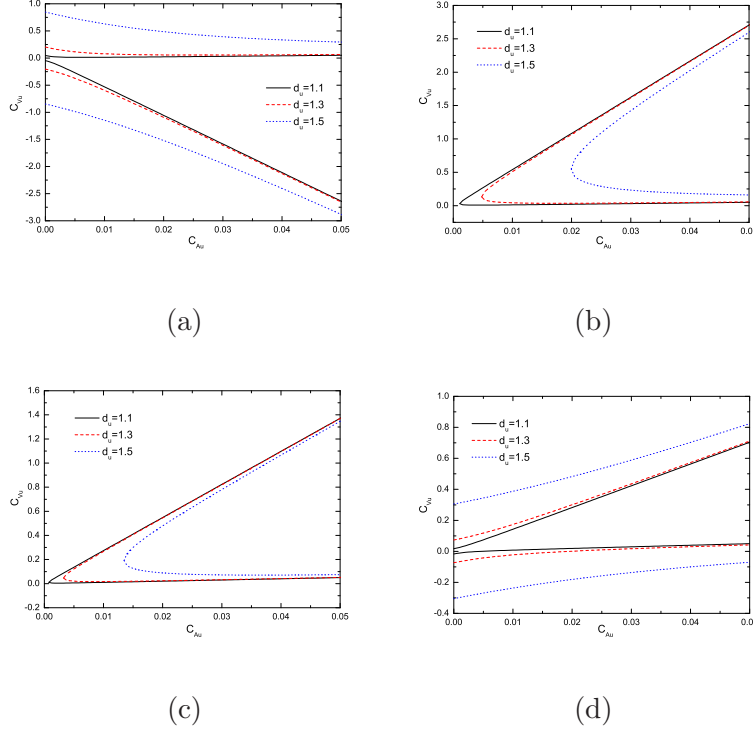 1.0
0.5
0.0
-0.5
-1.0
-1.5
-2.0
-2.5
-3.0
C_Vu
d_u=1.1
d_u=1.3
d_u=1.5
0.00 0.01 0.02 0.03 0.04 0.05
C_Au
(a)
3.0
2.5
2.0
1.5
1.0
0.5
0.0
C_Vu
d_u=1.1
d_u=1.3
d_u=1.5
0.00 0.01 0.02 0.03 0.04 0.0
C_Au
(b)
1.6
1.4
1.2
1.0
0.8
0.6
0.4
0.2
0.0
-0.2
C_Vu
d_u=1.1
d_u=1.3
d_u=1.5
0.00 0.01 0.02 0.03 0.04 0.05
C_Au
(c)
1.0
0.8
0.6
0.4
0.2
0.0
-0.2
-0.4
C_Vu
d_u=1.1
d_u=1.3
d_u=1.5
0.00 0.01 0.02 0.03 0.04 0.0
C_Au
(d)